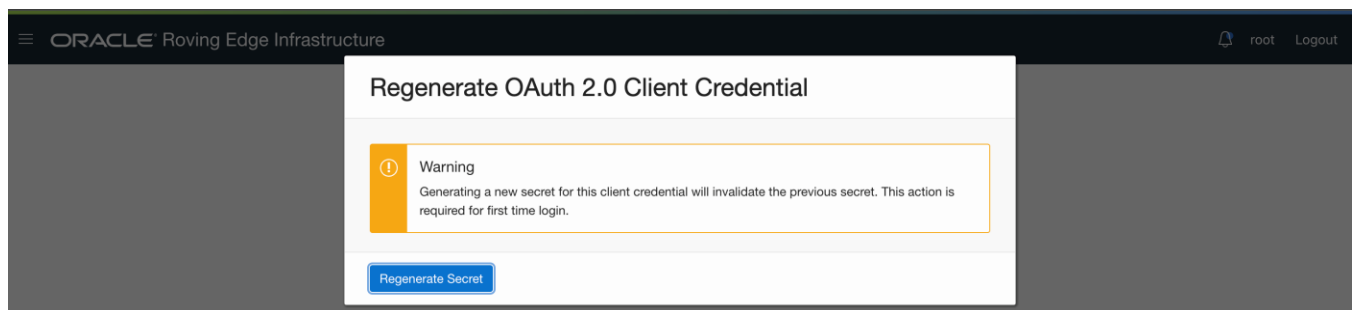 ORACLE Roving Edge Infrastructure
root Logout
Regenerate OAuth 2.0 Client Credential
Warning
Generating a new secret for this client credential will invalidate the previous secret. This action is
required for first time login.
Regenerate Secret